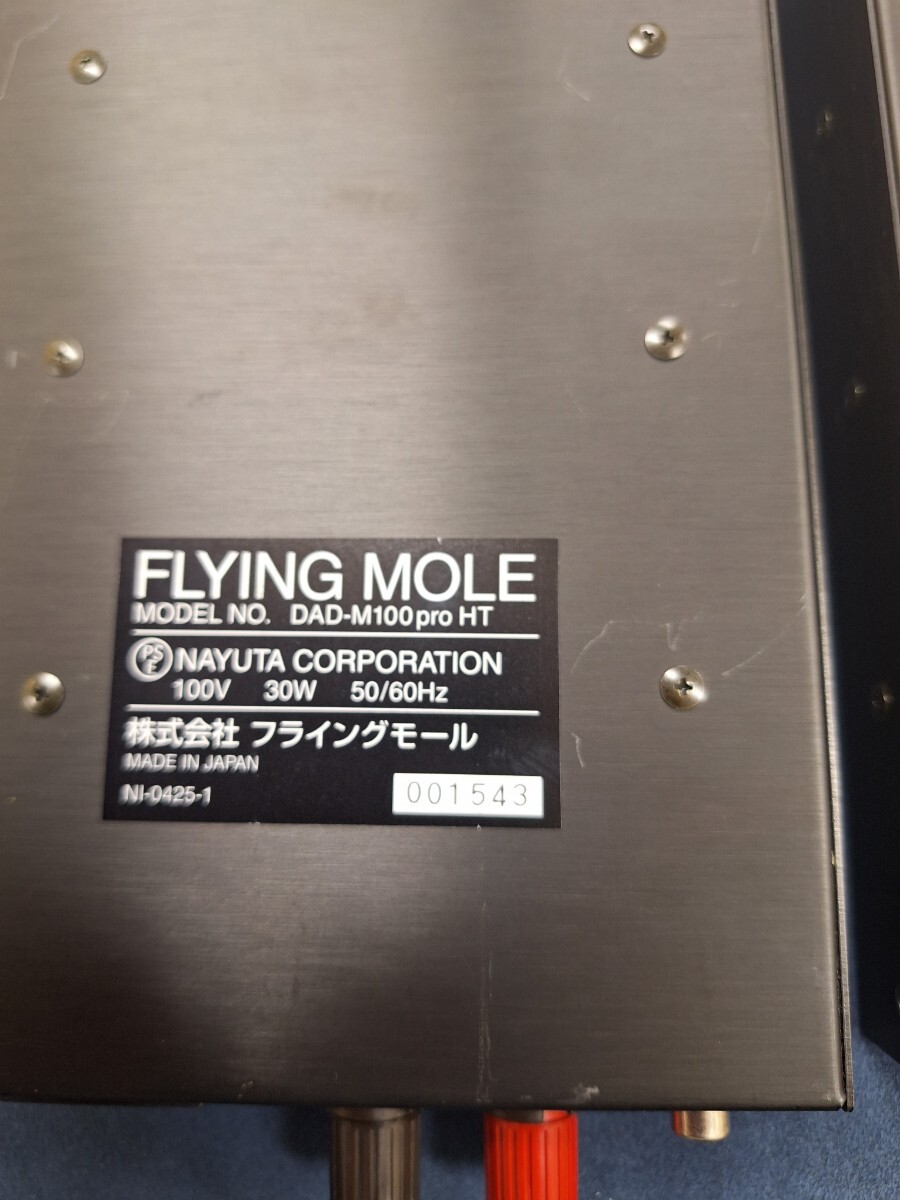 FLYING MOLE
MODEL NO. DAD-M100pro HT
PSE NAYUTA CORPORATION
100V 30W 50/60Hz
株式会社 フライングモール
MADE IN JAPAN
NI-0425-1
001543